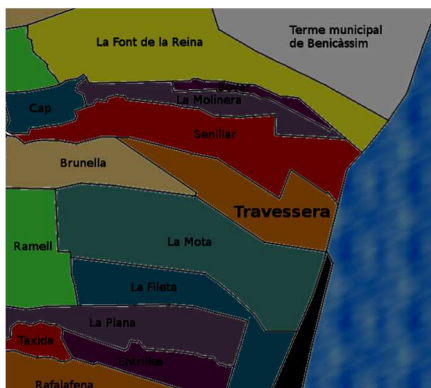 Terme municipal
de Benicàssim
La Font de la Reina
La Molinera
Cap
Senillar
Brunella
Travessera
Ramell
La Mota
La Fileta
La Plana
Taxida
Entrilles
Rafalafena